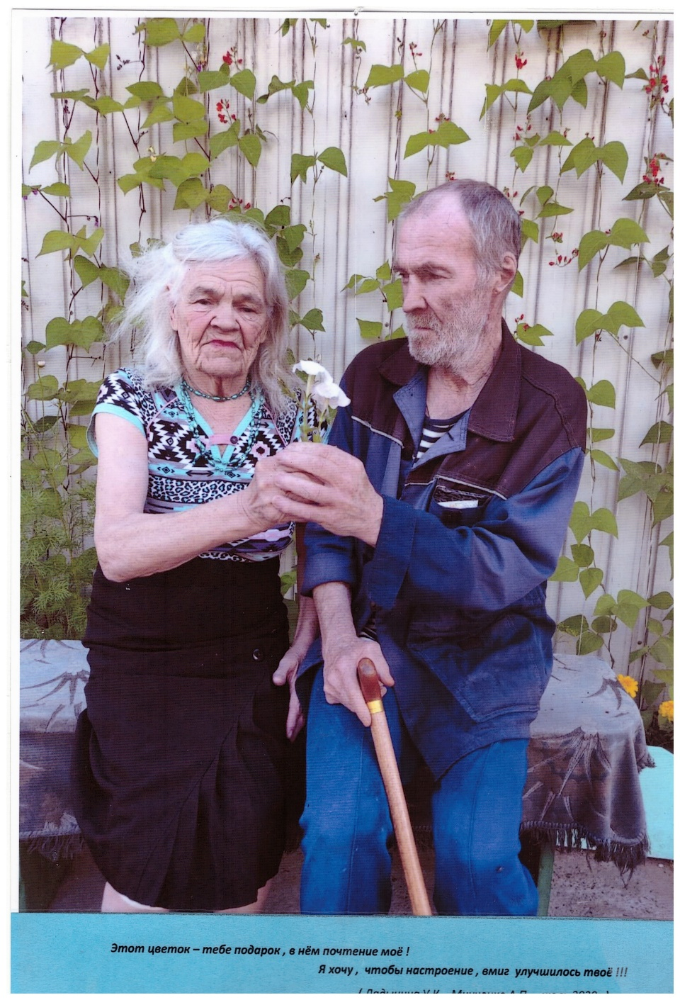 Этот цветок – тебе подарок , в нём почтение моё !
Я хочу , чтобы настроение , вмиг улучшилось твоё !!!